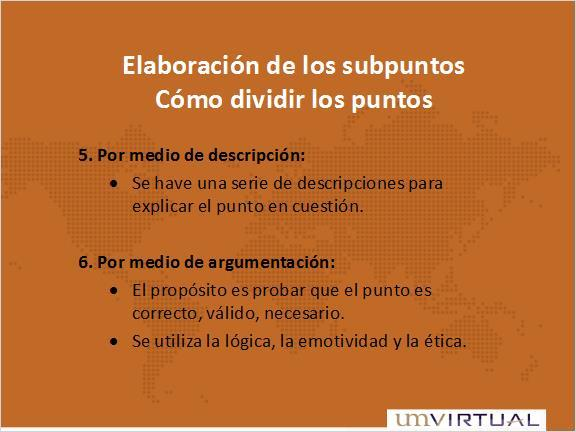 Elaboración de los subpuntos
Cómo dividir los puntos
5. Por medio de descripción:
• Se have una serie de descripciones para
explicar el punto en cuestión.
6. Por medio de argumentación:
• El propósito es probar que el punto es
correcto, válido, necesario.
• Se utiliza la lógica, la emotividad y la ética.
UMVIRTUAL